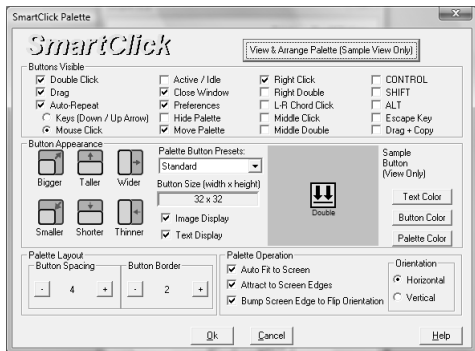 SmartClick Palette
SmartClick
View & Arrange Palette (Sample View Only)
Buttons Visible
Double Click
Drag
Auto-Repeat
Keys (Down / Up Arrow)
Mouse Click
Active / Idle
Close Window
Preferences
Hide Palette
Move Palette
Right Click
Right Double
L-R Chord Click
Middle Click
Middle Double
CONTROL
SHIFT
ALT
Escape Key
Drag + Copy
Button Appearance
Bigger Taller Wider
Smaller Shorter Thinner
Palette Button Presets:
Standard
Button Size (width x height)
32 x 32
Image Display
Text Display
Double
Sample
Button
(View Only)
Text Color
Button Color
Palette Color
Palette Layout
Button Spacing
- 4 +
Button Border
- 2 +
Palette Operation
Auto Fit to Screen
Attract to Screen Edges
Bump Screen Edge to Flip Orientation
Orientation
Horizontal
Vertical
Ok Cancel Help